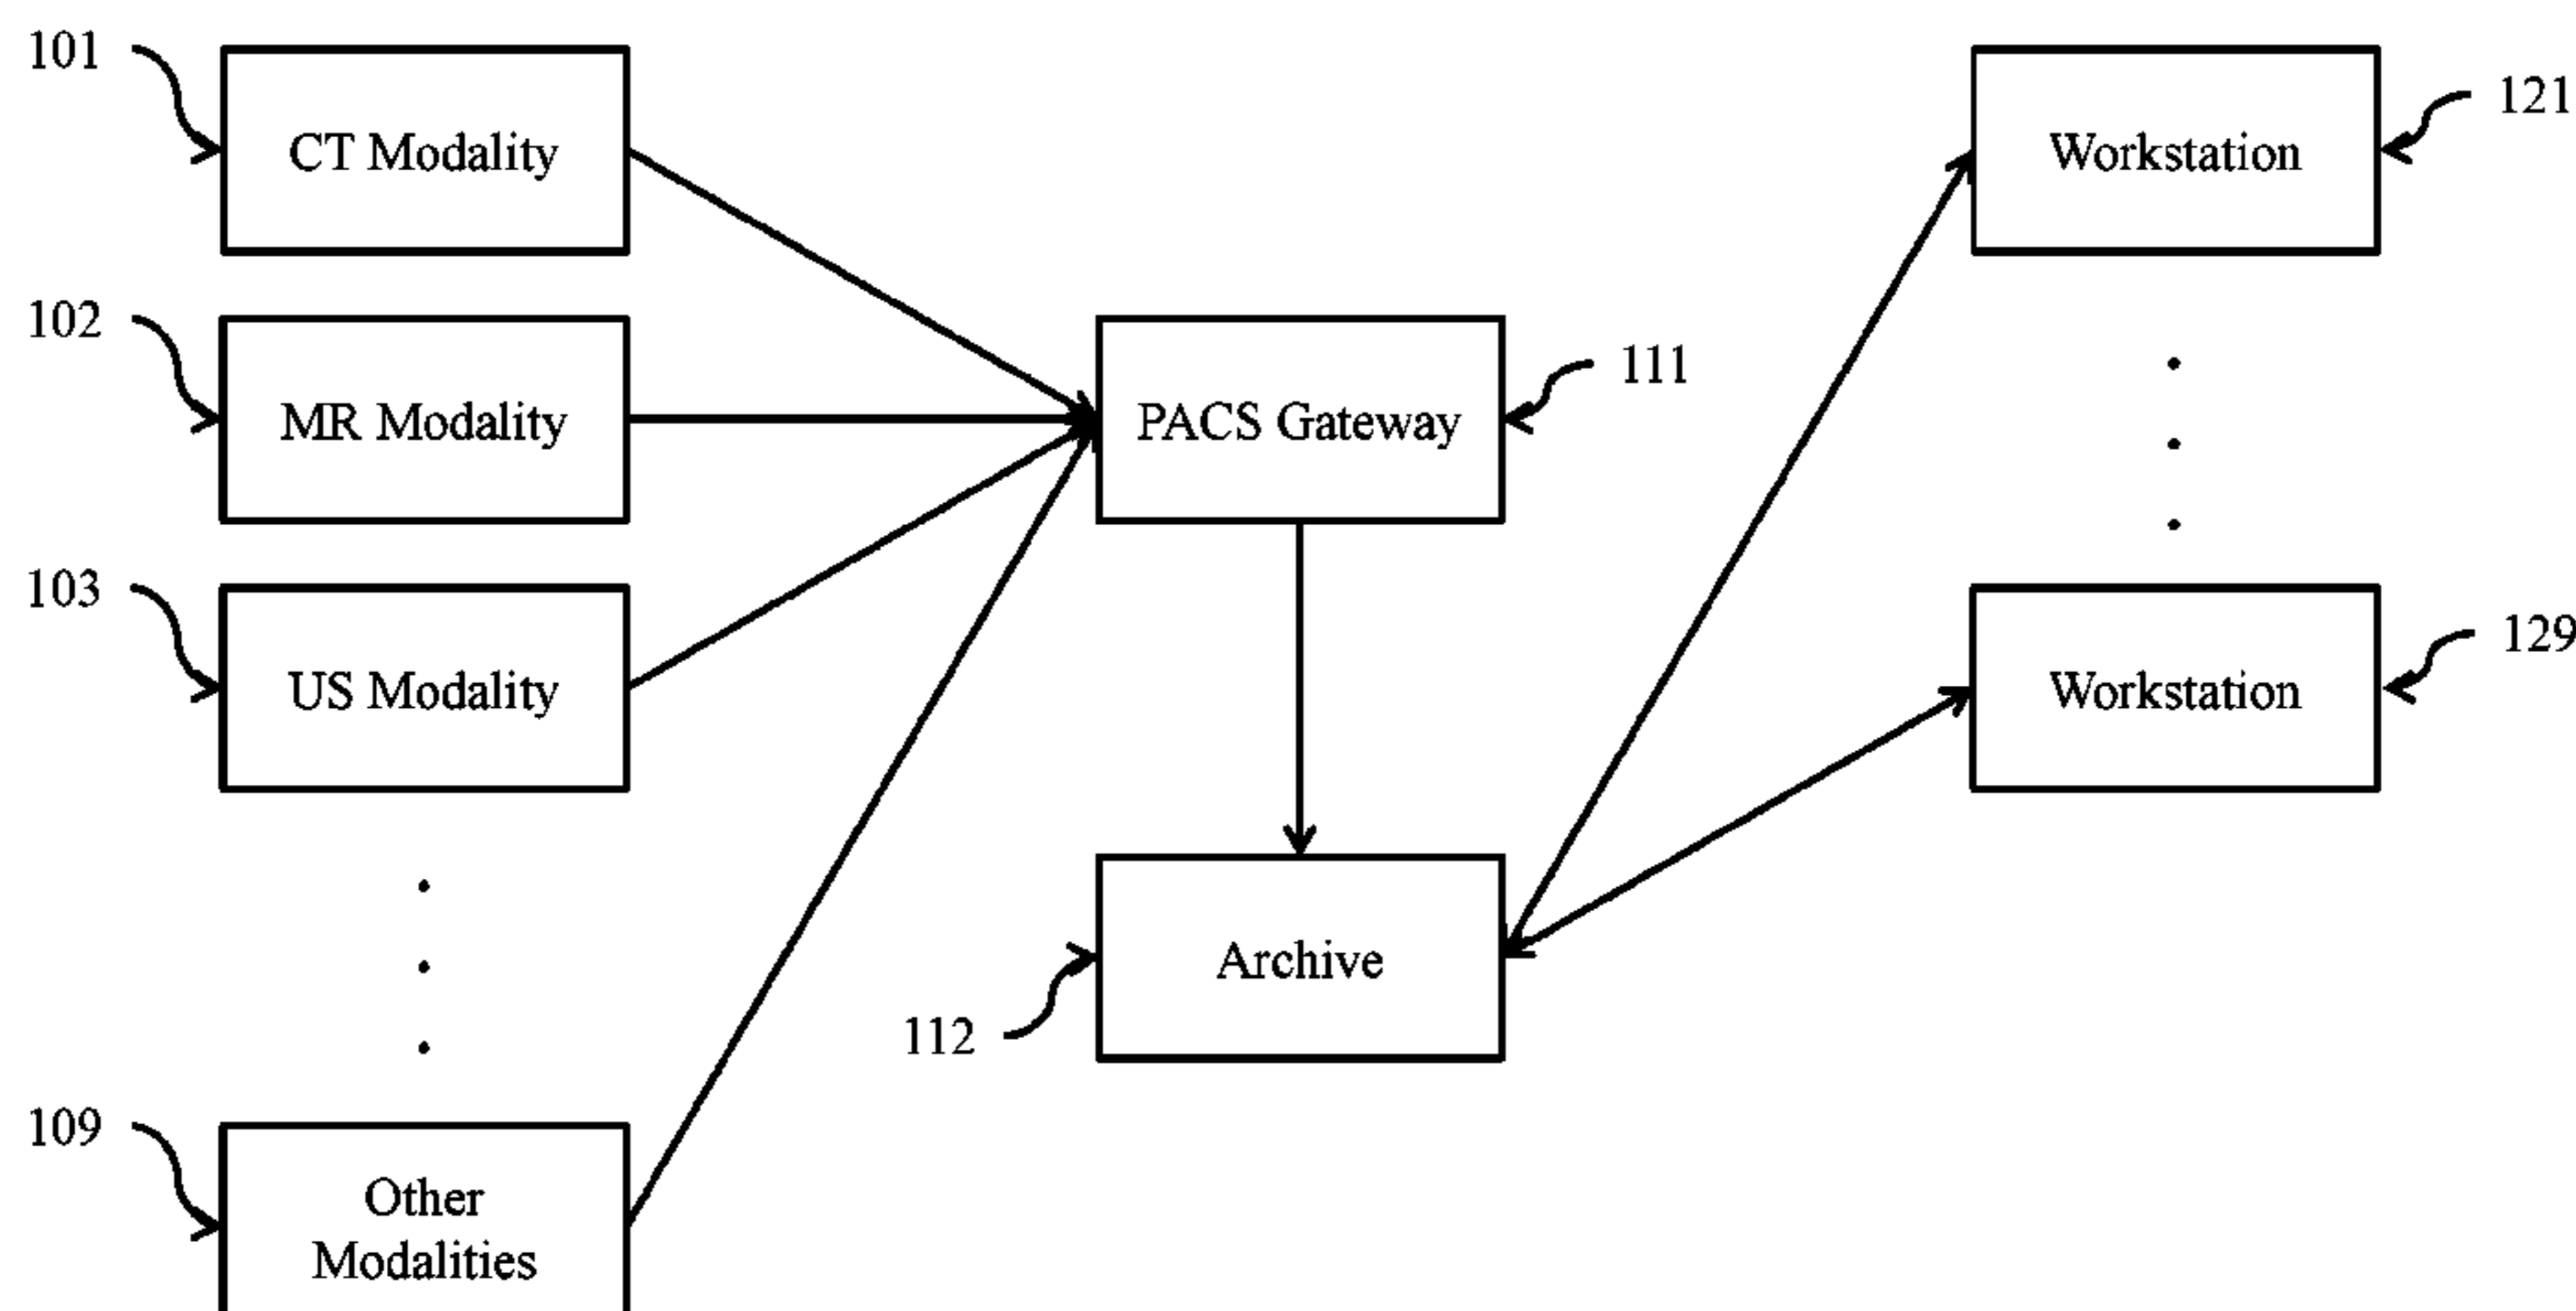 101
CT Modality
Workstation
121
102
MR Modality
PACS Gateway
111
103
US Modality
Workstation
129
Archive
112
109
Other
Modalities